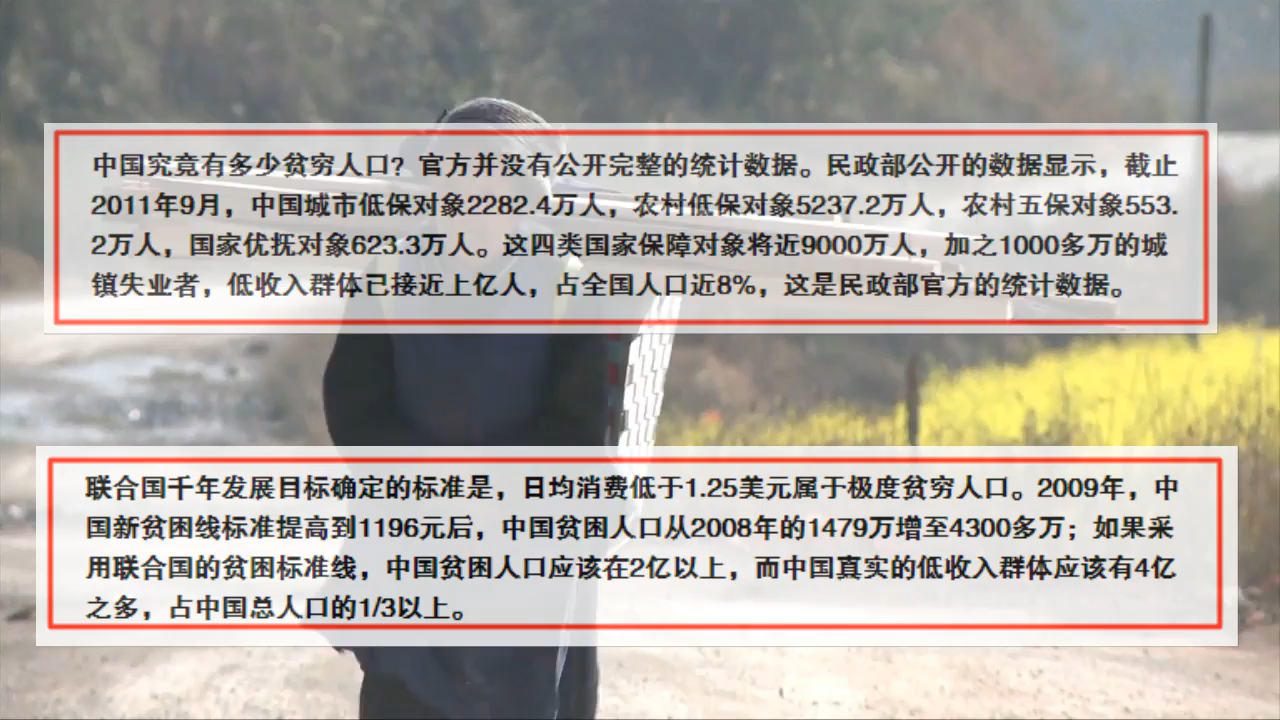 中国究竟有多少贫穷人口？官方并没有公开完整的统计数据。民政部公开的数据显示，截止
2011年9月，中国城市低保对象2282.4万人，农村低保对象5237.2万人，农村五保对象553.
2万人，国家优抚对象623.3万人。这四类国家保障对象将近9000万人，加之1000多万的城
镇失业者，低收入群体已接近上亿人，占全国人口近8%，这是民政部官方的统计数据。
联合国千年发展目标确定的标准是，日均消费低于1.25美元属于极度贫穷人口。2009年，中
国新贫困线标准提高到1196元后，中国贫困人口从2008年的1479万增至4300多万；如果采
用联合国的贫困标准线，中国贫困人口应该在2亿以上，而中国真实的低收入群体应该有4亿
之多，占中国总人口的1/3以上。